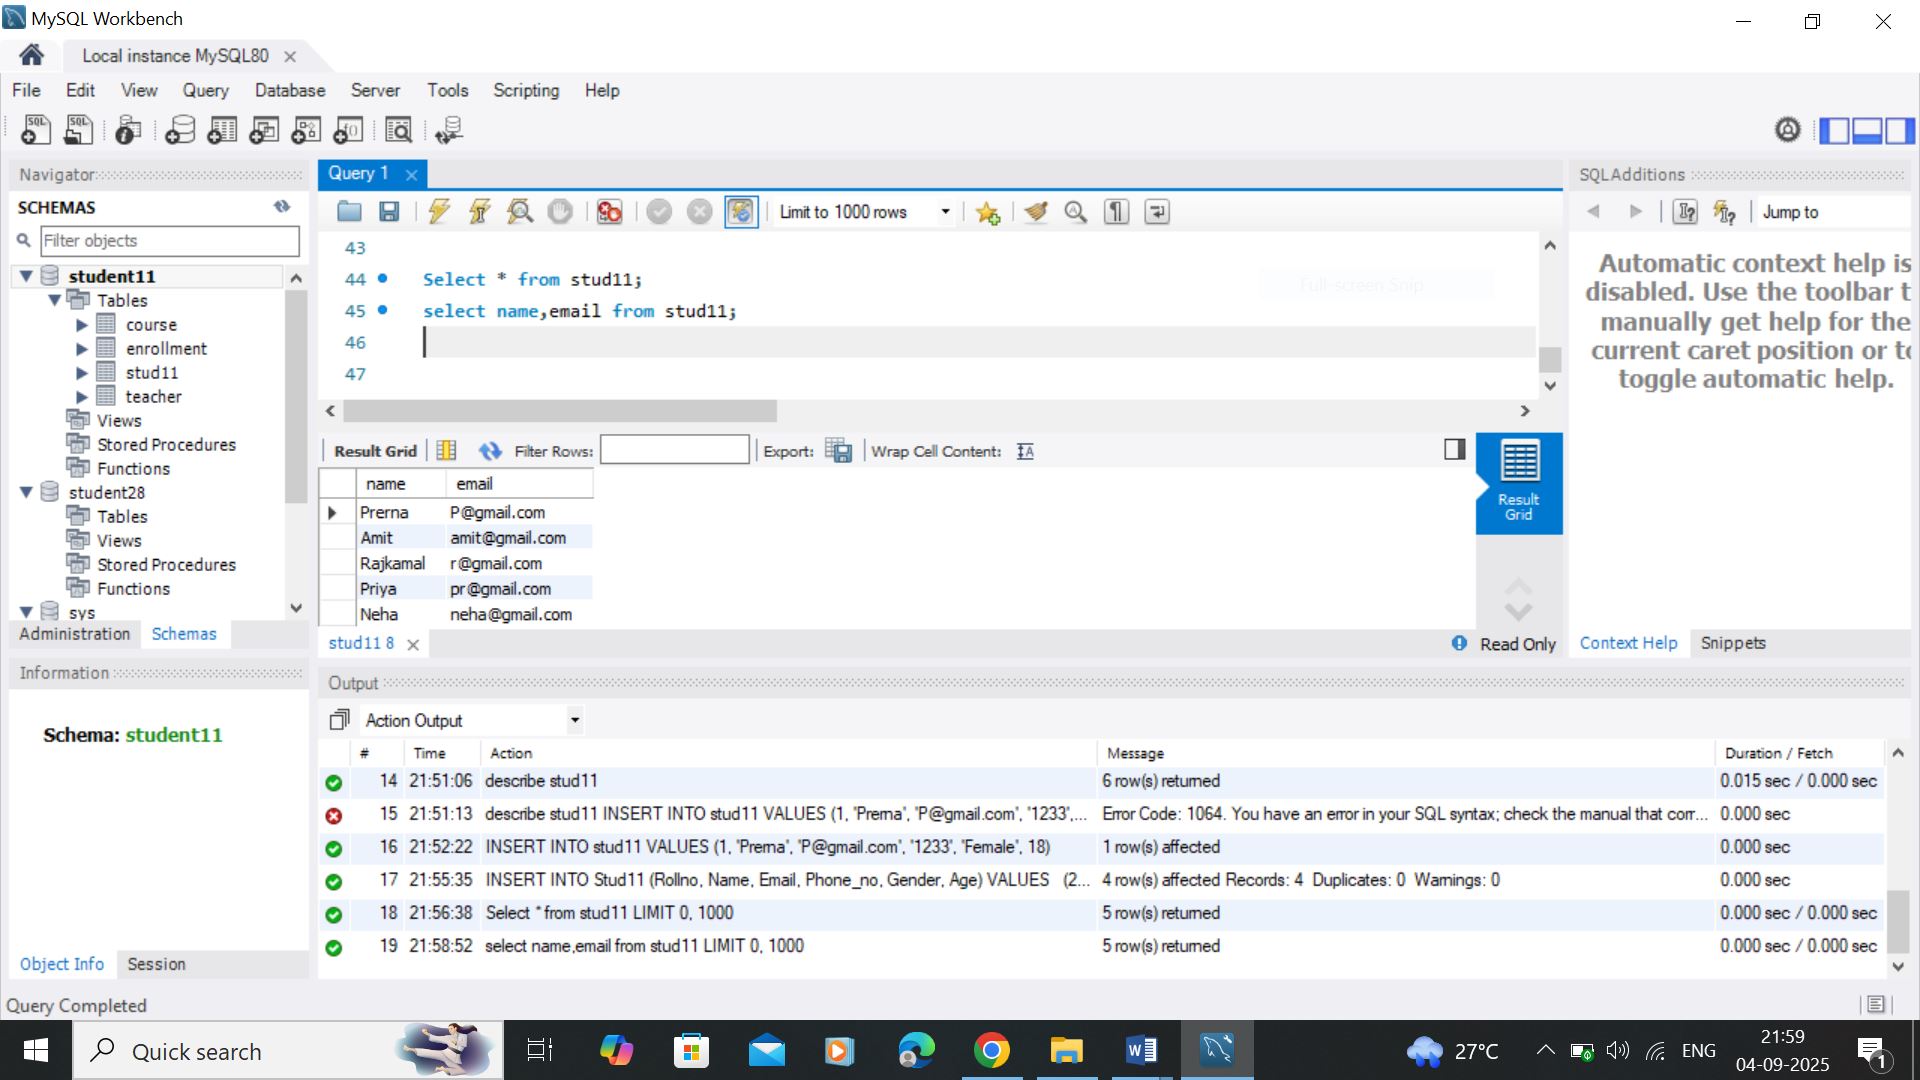 MySQL Workbench
Local instance MySQL80
File Edit View Query Database Server Tools Scripting Help
Navigator
SCHEMAS
Filter objects
student11
Tables
course
enrollment
stud11
teacher
Views
Stored Procedures
Functions
student28
Tables
Views
Stored Procedures
Functions
sys
Administration Schemas
Information
Schema: student11
Object Info Session
Query 1
Limit to 1000 rows
43
44 Select * from stud11;
45 select name,email from stud11;
46
47
Full-screen Snip
Result Grid Filter Rows: Export: Wrap Cell Content:
name email
Prerna P@gmail.com
Amit amit@gmail.com
Rajkamal r@gmail.com
Priya pr@gmail.com
Neha neha@gmail.com
Result
Grid
stud11 8 Read Only
SQLAdditions
Jump to
Automatic context help is
disabled. Use the toolbar t
manually get help for the
current caret position or to
toggle automatic help.
Context Help Snippets
Output
Action Output
# Time Action Message Duration / Fetch
14 21:51:06 describe stud11 6 row(s) returned 0.015 sec / 0.000 sec
15 21:51:13 describe stud11 INSERT INTO stud11 VALUES (1, 'Prerna', 'P@gmail.com', '1233',... Error Code: 1064. You have an error in your SQL syntax; check the manual that corr... 0.000 sec
16 21:52:22 INSERT INTO stud11 VALUES (1, 'Prerna', 'P@gmail.com', '1233', 'Female', 18) 1 row(s) affected 0.000 sec
17 21:55:35 INSERT INTO Stud11 (Rollno, Name, Email, Phone_no, Gender, Age) VALUES (2... 4 row(s) affected Records: 4 Duplicates: 0 Warnings: 0 0.000 sec
18 21:56:38 Select * from stud11 LIMIT 0, 1000 5 row(s) returned 0.000 sec / 0.000 sec
19 21:58:52 select name,email from stud11 LIMIT 0, 1000 5 row(s) returned 0.000 sec / 0.000 sec
Query Completed
Quick search
27°C
ENG
21:59
04-09-2025
1